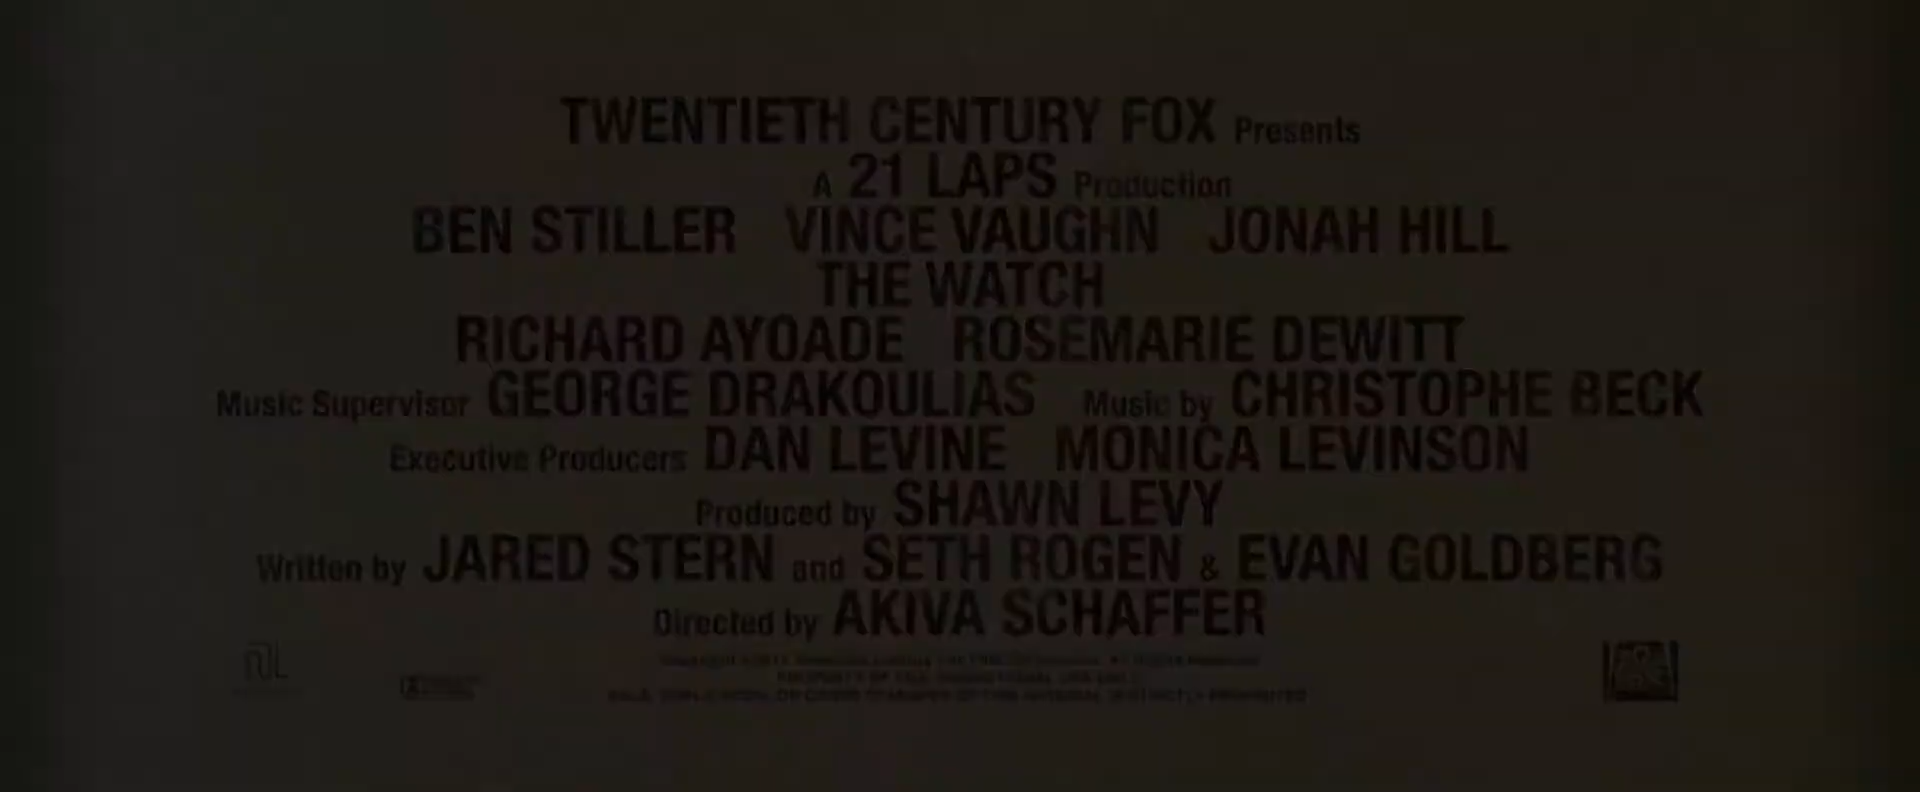 TWENTIETH CENTURY FOX Presents
A 21 LAPS Production
BEN STILLER VINCE VAUGHN JONAH HILL
THE WATCH
RICHARD AYOADE ROSEMARIE DEWITT
Music Supervisor GEORGE DRAKOULIAS Music by CHRISTOPHE BECK
Executive Producers DAN LEVINE MONICA LEVINSON
Produced by SHAWN LEVY
Written by JARED STERN and SETH ROGEN & EVAN GOLDBERG
Directed by AKIVA SCHAFFER